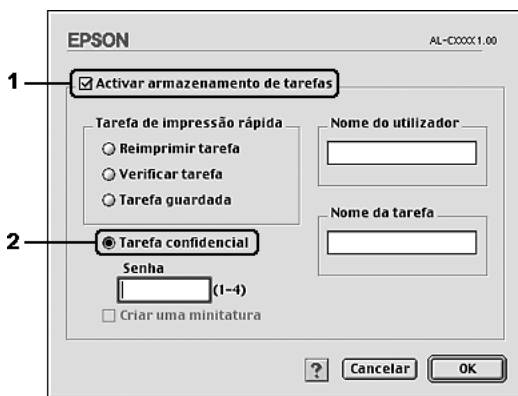 EPSON
AL-CXXXX 1.00
1
Activar armazenamento de tarefas
Tarefa de impressão rápida
Reimprimir tarefa
Verificar tarefa
Tarefa guardada
2
Tarefa confidencial
Senha
(1-4)
Criar uma minitatura
Nome do utilizador
Nome da tarefa
?
Cancelar
OK